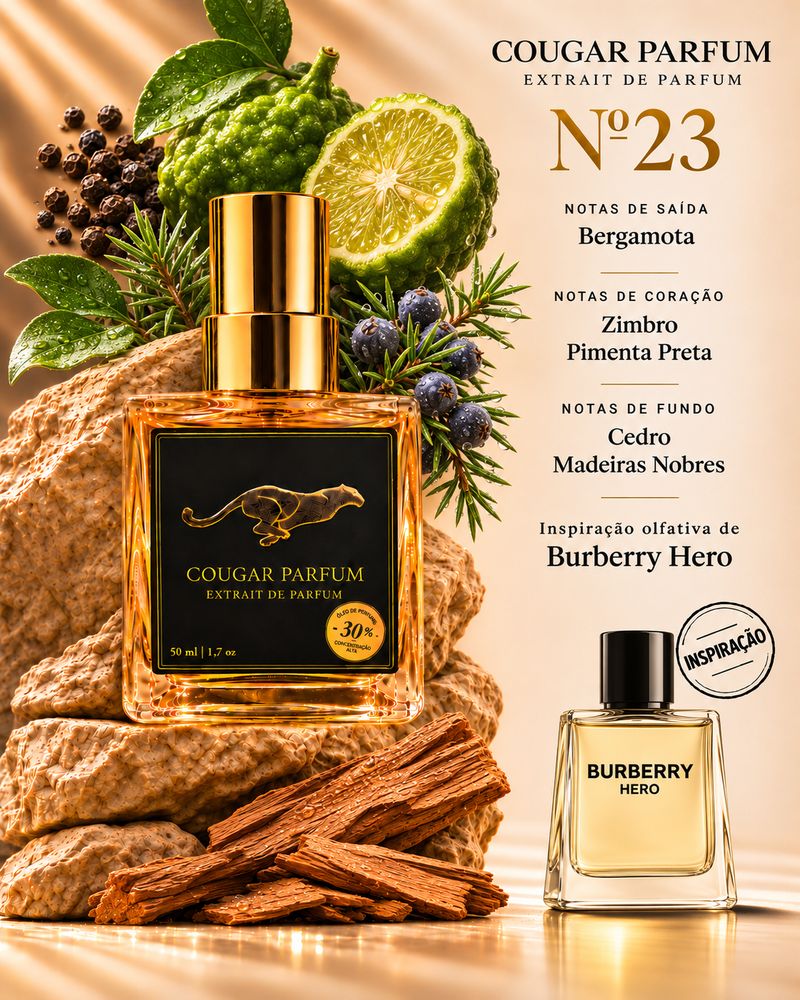 COUGAR PARFUM
EXTRAIT DE PARFUM
Nº23
NOTAS DE SAÍDA
Bergamota
NOTAS DE CORAÇÃO
Zimbro
Pimenta Preta
NOTAS DE FUNDO
Cedro
Madeiras Nobres
Inspiração olfativa de
Burberry Hero
INSPIRAÇÃO
BURBERRY
HERO
COUGAR PARFUM
EXTRAIT DE PARFUM
50 ml | 1,7 oz
ÓLEO DE PERFUME
- 30% -
CONCENTRAÇÃO
ALTA